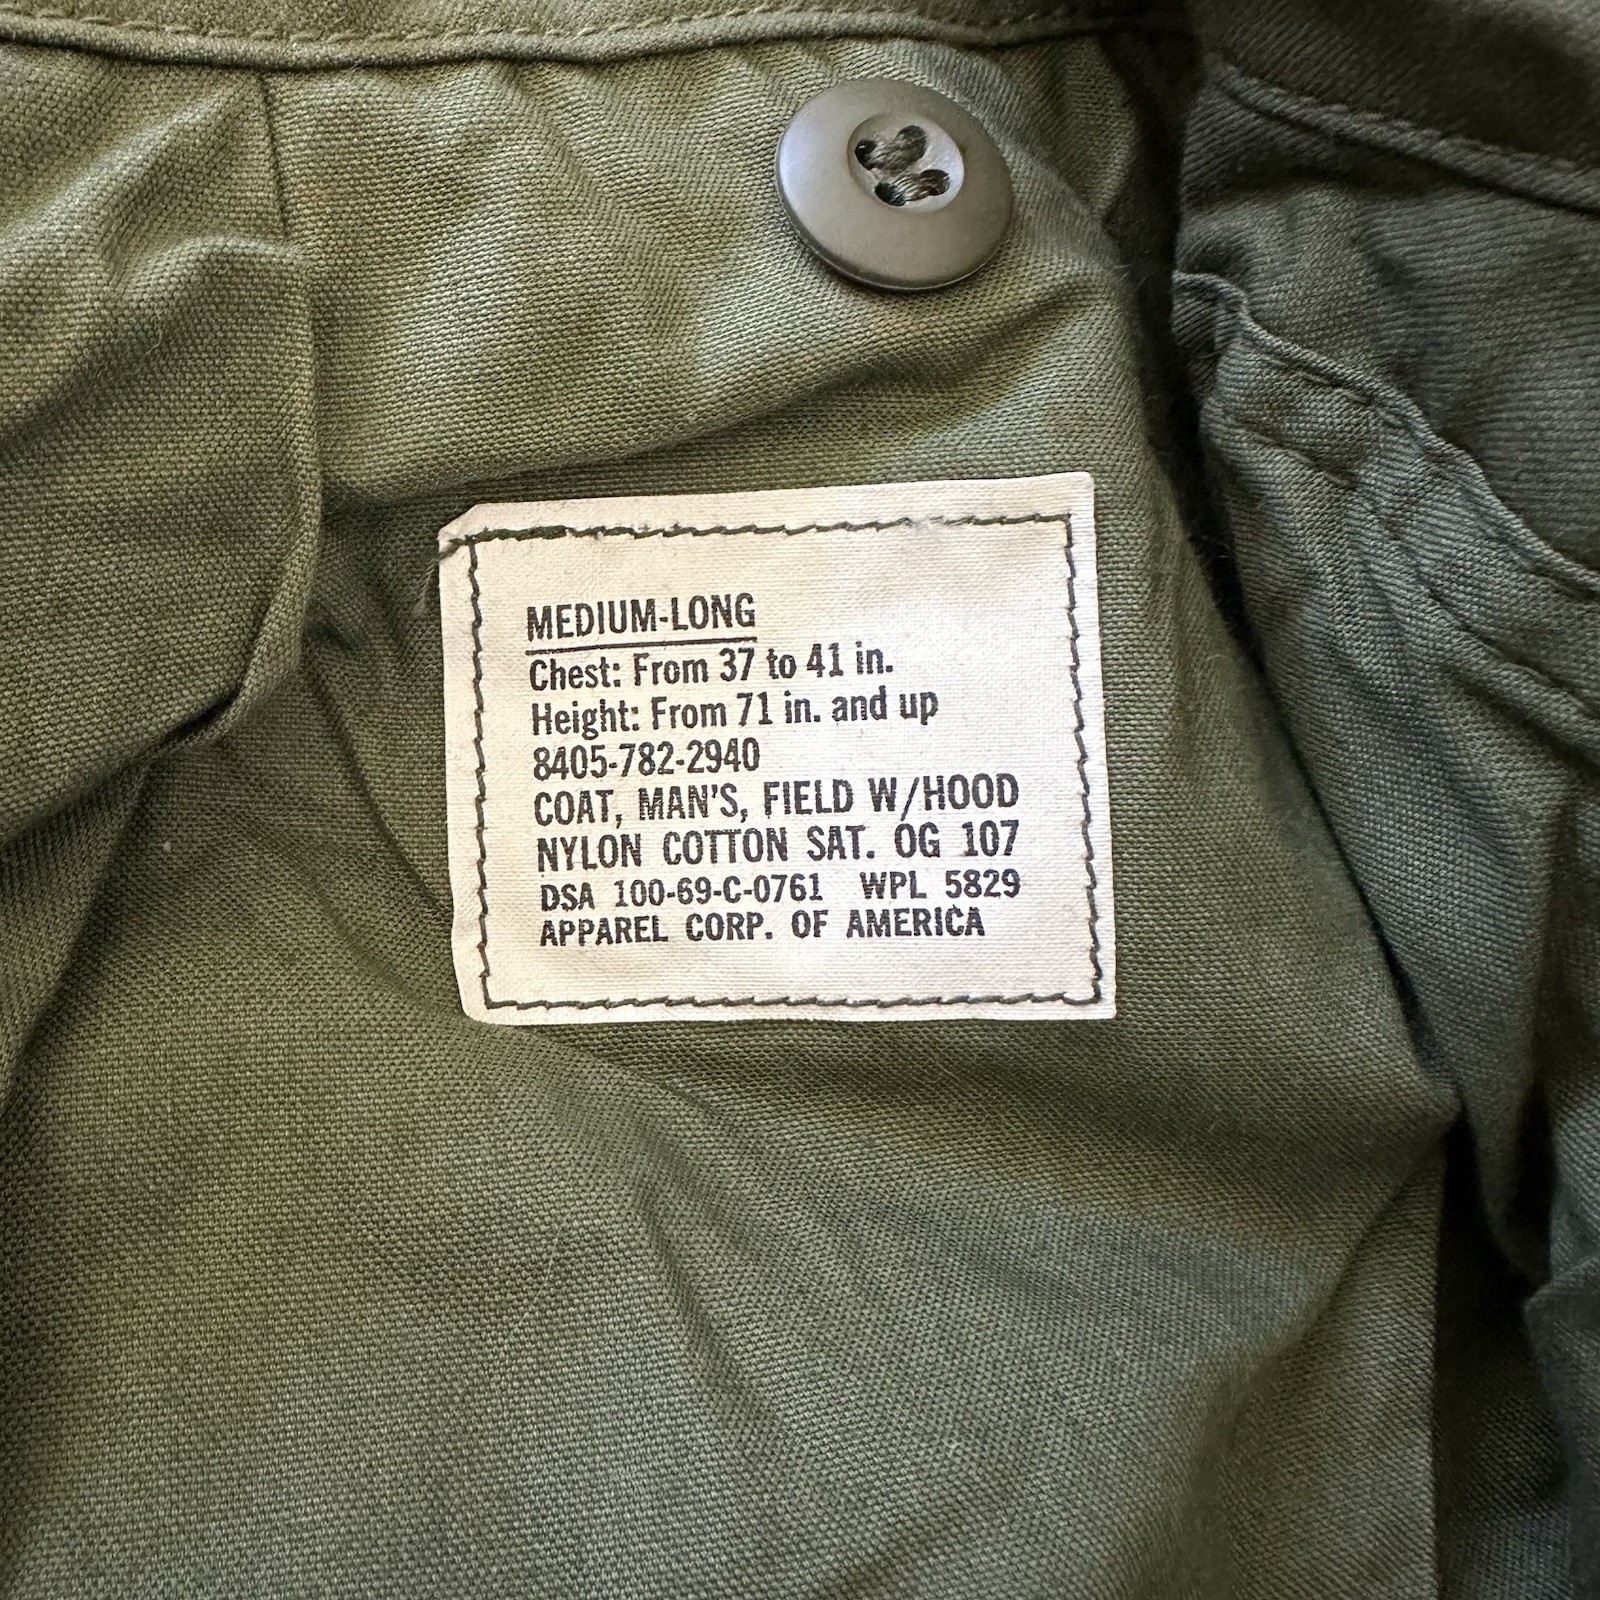 MEDIUM-LONG
Chest: From 37 to 41 in.
Height: From 71 in. and up
8405-782-2940
COAT, MAN'S, FIELD W/HOOD
NYLON COTTON SAT. OG 107
DSA 100-69-C-0761 WPL 5829
APPAREL CORP. OF AMERICA